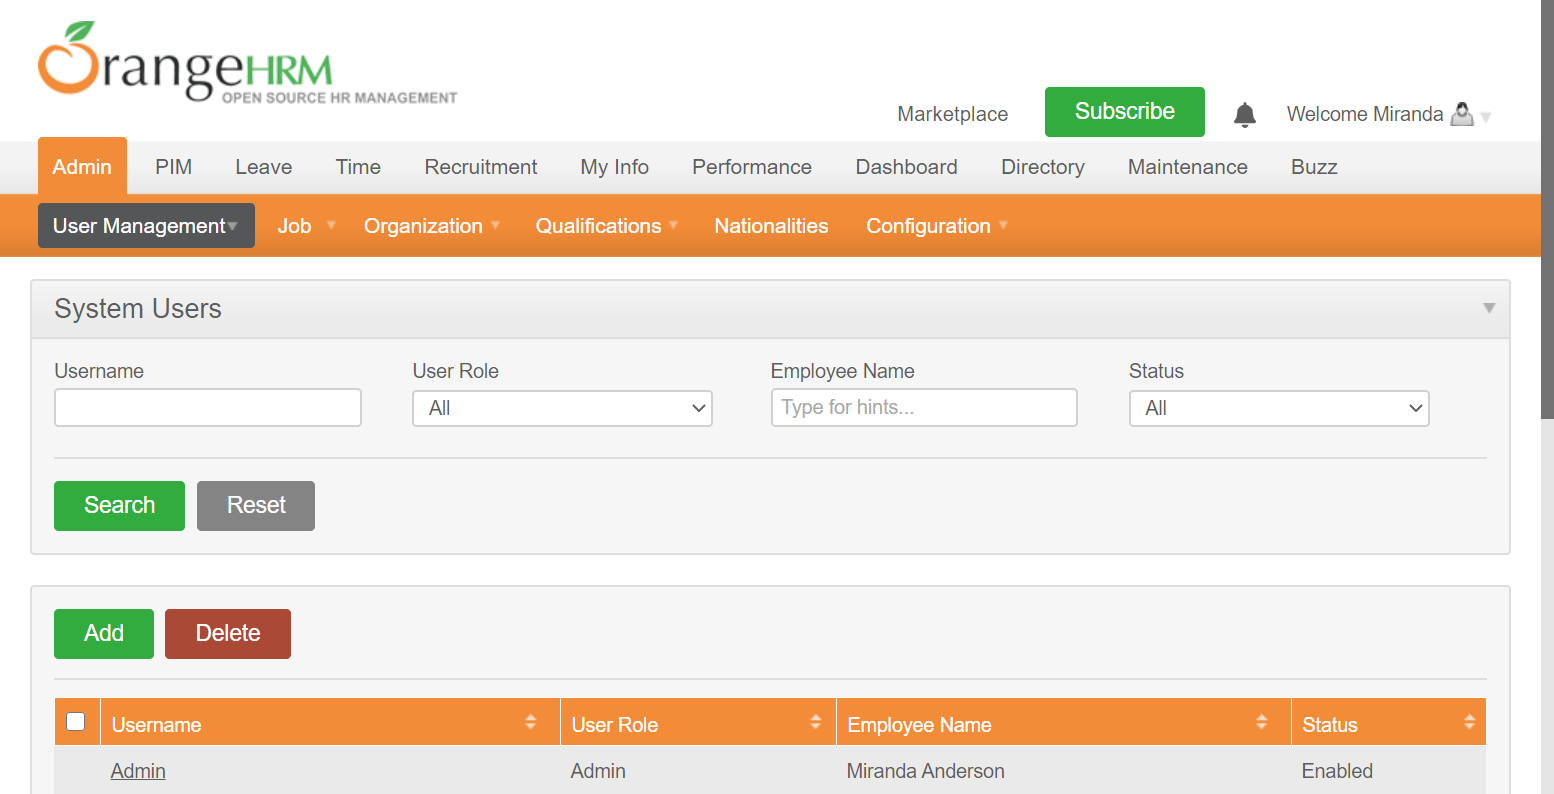 OrangeHRM
OPEN SOURCE HR MANAGEMENT
Marketplace Subscribe Welcome Miranda
Admin PIM Leave Time Recruitment My Info Performance Dashboard Directory Maintenance Buzz
User Management Job Organization Qualifications Nationalities Configuration
System Users
Username User Role Employee Name Status
All Type for hints... All
Search Reset
Add Delete
Username User Role Employee Name Status
Admin Admin Miranda Anderson Enabled